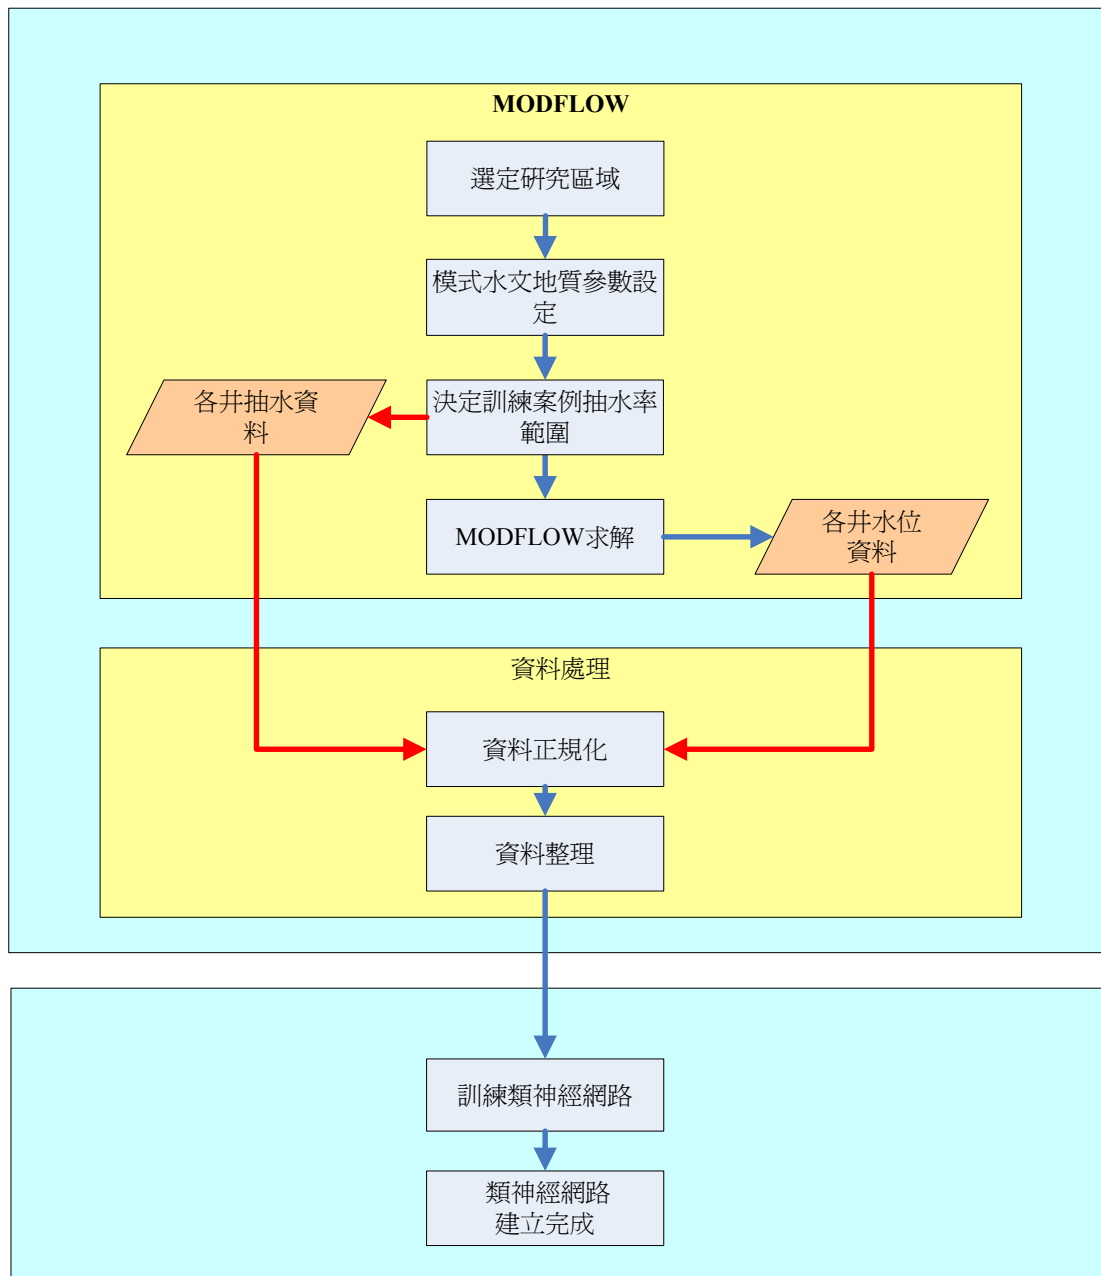 MODFLOW
選定研究區域
模式水文地質參數設
定
各井抽水資
料
決定訓練案例抽水率
範圍
MODFLOW求解
各井水位
資料
資料處理
資料正規化
資料整理
訓練類神經網路
類神經網路
建立完成